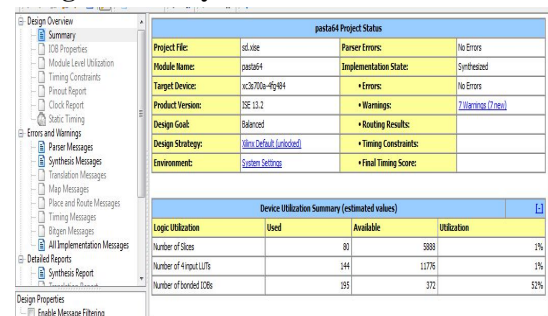 Design Overview
Summary
IOB Properties
Module Level Utilization
Timing Constraints
Pinout Report
Clock Report
Static Timing
Errors and Warnings
Parser Messages
Synthesis Messages
Translation Messages
Map Messages
Place and Route Messages
Timing Messages
Bitgen Messages
All Implementation Messages
Detailed Reports
Synthesis Report
Translation Report
Design Properties
Enable Message Filtering
pasta64 Project Status
Project File: sd.xise Parser Errors: No Errors
Module Name: pasta64 Implementation State: Synthesized
Target Device: xc3s700a-4fg484 • Errors: No Errors
Product Version: ISE 13.2 • Warnings: 7 Warnings (7 new)
Design Goal: Balanced • Routing Results:
Design Strategy: Xilinx Default (unlocked) • Timing Constraints:
Environment: System Settings • Final Timing Score:
Device Utilization Summary (estimated values) [-]
Logic Utilization Used Available Utilization
Number of Slices 80 5888 1%
Number of 4 input LUTs 144 11776 1%
Number of bonded IOBs 195 372 52%